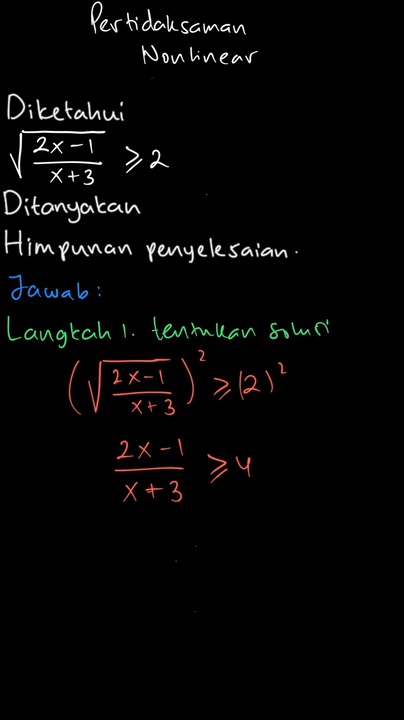 Pertidaksamaan
Nonlinear
Diketahui
√((2x-1)/(x+3)) ≥ 2
Ditanyakan
Himpunan penyelesaian.
Jawab:
Langkah 1. tentukan solusi
(√((2x-1)/(x+3)))² ≥ (2)²
(2x-1)/(x+3) ≥ 4